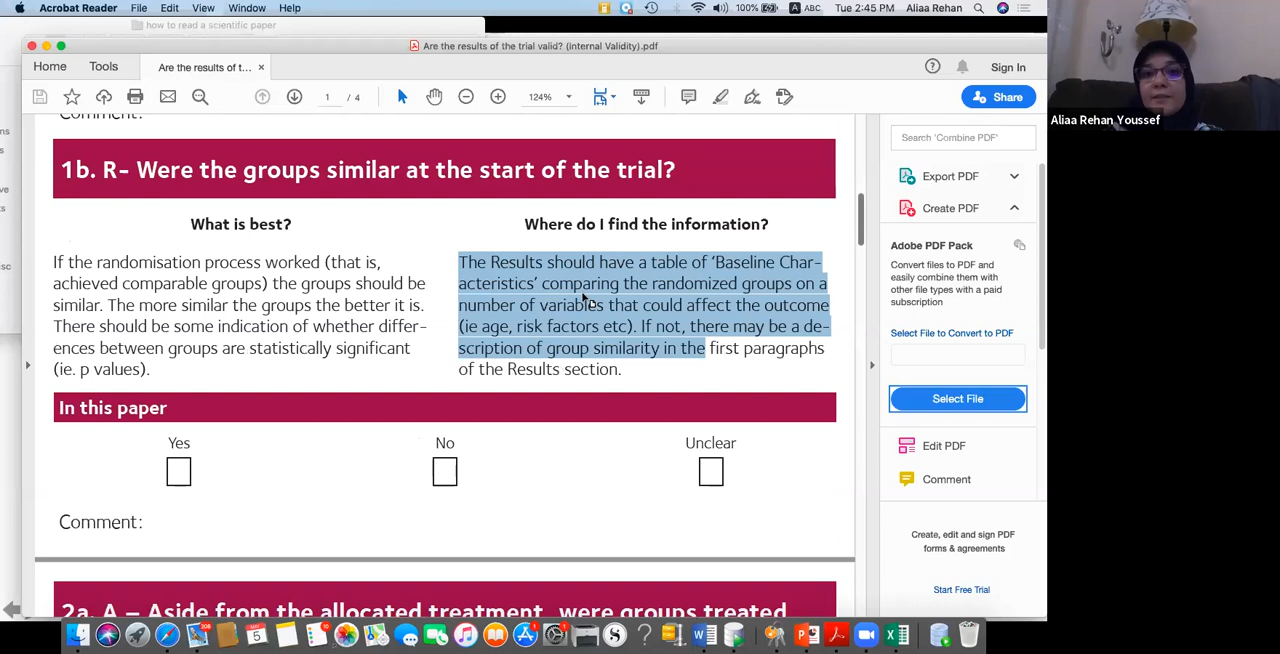 Acrobat Reader File Edit View Window Help 100% ABC Tue 2:45 PM Aliaa Rehan
how to read a scientific paper
Are the results of the trial valid? (Internal Validity).pdf
Home Tools Are the results of t... × Sign In
1 / 4 124% Share
Comment:
1b. R- Were the groups similar at the start of the trial?
What is best?
If the randomisation process worked (that is,
achieved comparable groups) the groups should be
similar. The more similar the groups the better it is.
There should be some indication of whether differ-
ences between groups are statistically significant
(ie. p values).
Where do I find the information?
The Results should have a table of 'Baseline Char-
acteristics' comparing the randomized groups on a
number of variables that could affect the outcome
(ie age, risk factors etc). If not, there may be a de-
scription of group similarity in the first paragraphs
of the Results section.
In this paper
Yes No Unclear
Comment:
2a. A – Aside from the allocated treatment, were groups treated
Search 'Combine PDF'
Export PDF
Create PDF
Adobe PDF Pack
Convert files to PDF and
easily combine them with
other file types with a paid
subscription
Select File to Convert to PDF
Select File
Edit PDF
Comment
Create, edit and sign PDF
forms & agreements
Start Free Trial
Aliaa Rehan Youssef